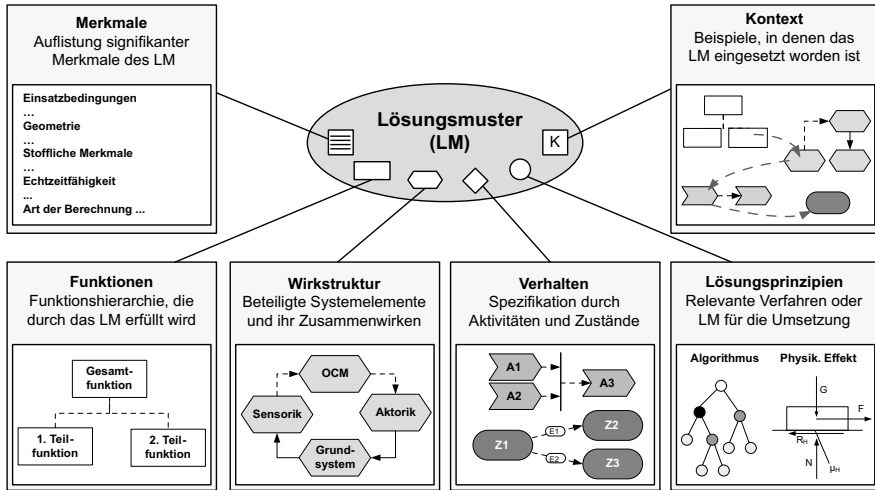 Merkmale
Auflistung signifikanter
Merkmale des LM
Einsatzbedingungen
...
Geometrie
...
Stoffliche Merkmale
...
Echtzeitfähigkeit
...
Art der Berechnung ...
Lösungsmuster
(LM)
K
Kontext
Beispiele, in denen das
LM eingesetzt worden ist
Funktionen
Funktionshierarchie, die
durch das LM erfüllt wird
Gesamt-
funktion
1. Teil-
funktion
2. Teil-
funktion
Wirkstruktur
Beteiligte Systemelemente
und ihr Zusammenwirken
OCM
Sensorik
Aktorik
Grund-
system
Verhalten
Spezifikation durch
Aktivitäten und Zustände
A1
A2
A3
Z1
E1
E2
Z2
Z3
Lösungsprinzipien
Relevante Verfahren oder
LM für die Umsetzung
Algorithmus
Physik. Effekt
G
F
RH
N
μH